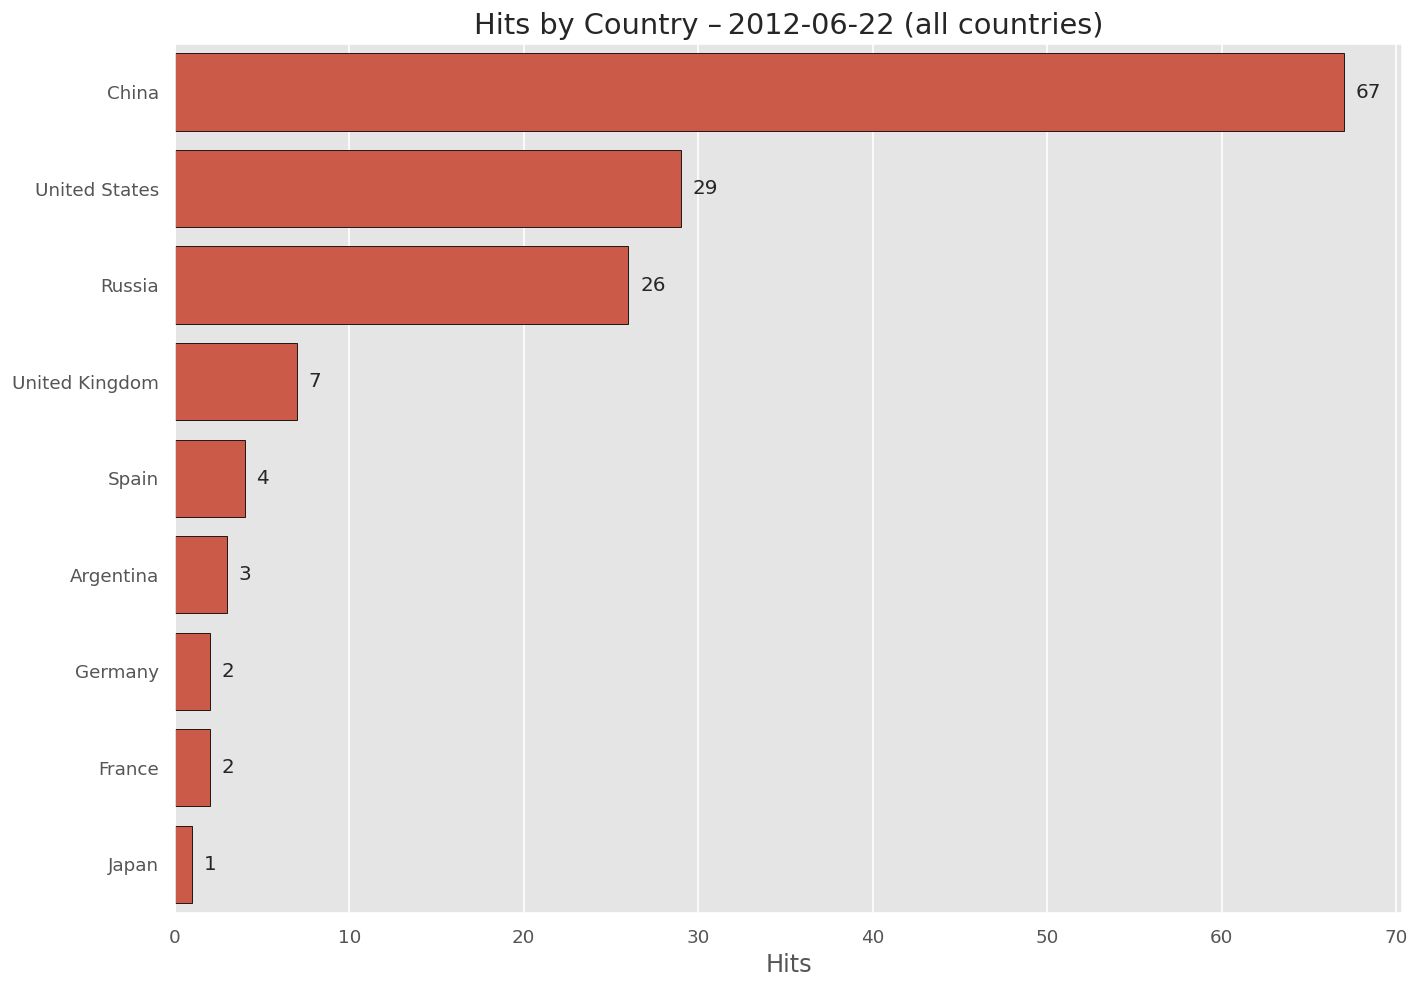 Hits by Country – 2012-06-22 (all countries)
China
67
United States
29
Russia
26
United Kingdom
7
Spain
4
Argentina
3
Germany
2
France
2
Japan
1
0 10 20 30 40 50 60 70
Hits